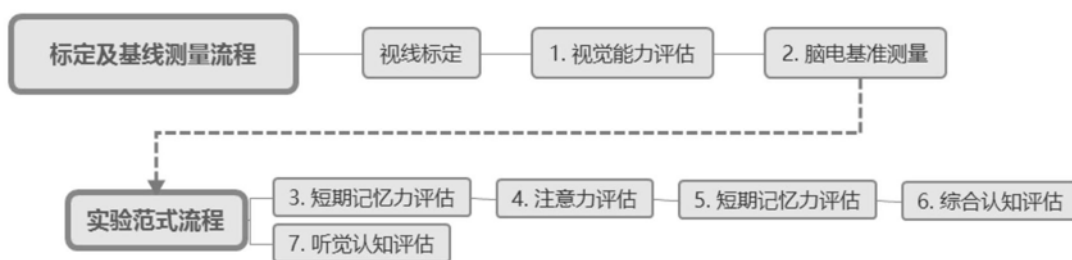 标定及基线测量流程
视线标定
1. 视觉能力评估
2. 脑电基准测量
实验范式流程
3. 短期记忆力评估
4. 注意力评估
5. 短期记忆力评估
6. 综合认知评估
7. 听觉认知评估